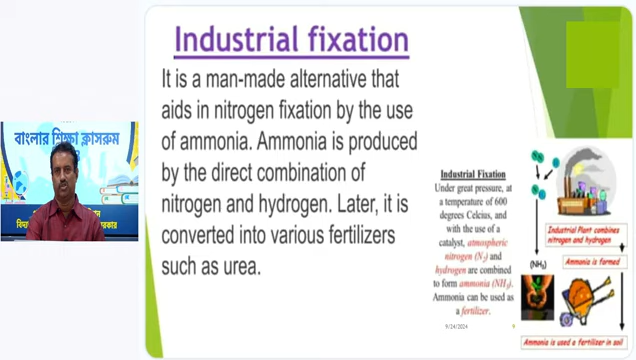 Industrial fixation
It is a man-made alternative that
aids in nitrogen fixation by the use
of ammonia. Ammonia is produced
by the direct combination of
nitrogen and hydrogen. Later, it is
converted into various fertilizers
such as urea.
বাংলার শিক্ষা ক্লাসরুম
Industrial Fixation
Under great pressure, at
a temperature of 600
degrees Celcius, and
with the use of a
catalyst, atmospheric
nitrogen (N₂) and
hydrogen are combined
to form ammonia (NH₃).
Ammonia can be used as
a fertilizer.
Industrial Plant combines
nitrogen and hydrogen
(NH₃)
Ammonia is formed
Ammonia is used a fertilizer in soil
9/24/2024